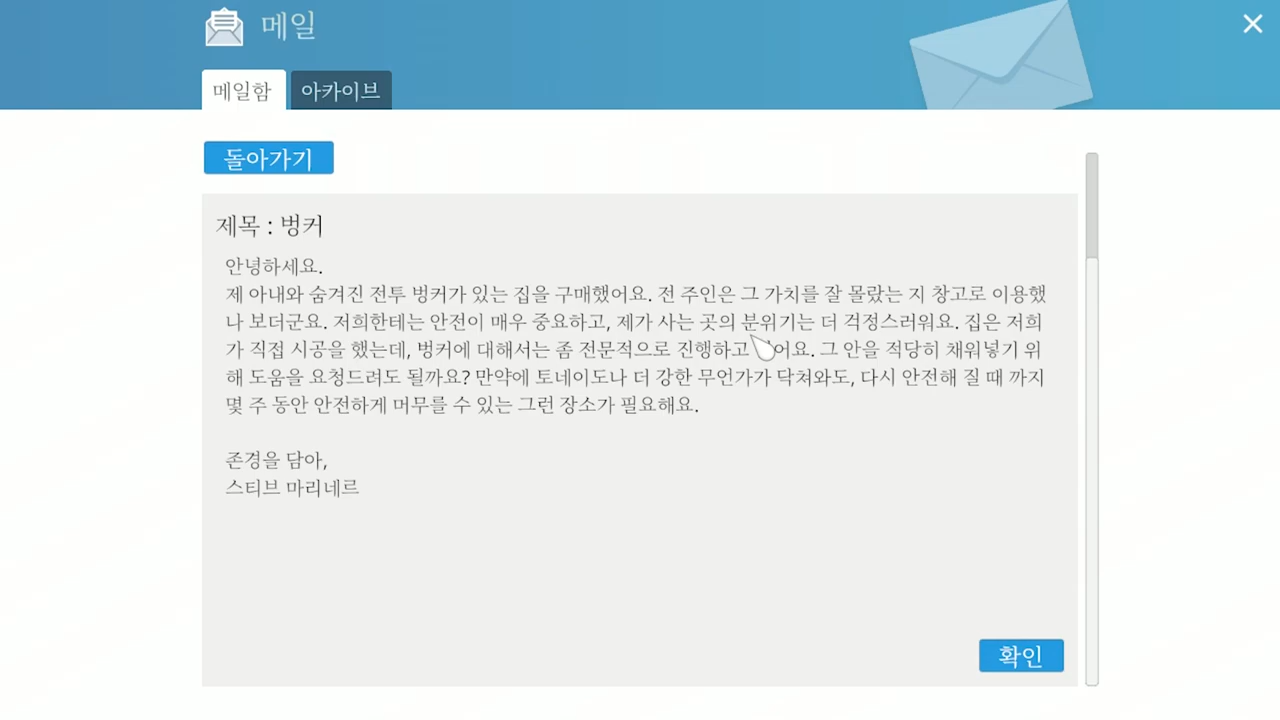 메일
메일함
아카이브
돌아가기
제목 : 벙커
안녕하세요.
제 아내와 숨겨진 전투 벙커가 있는 집을 구매했어요. 전 주인은 그 가치를 잘 몰랐는 지 창고로 이용했
나 보더군요. 저희한테는 안전이 매우 중요하고, 제가 사는 곳의 분위기는 더 걱정스러워요. 집은 저희
가 직접 시공을 했는데, 벙커에 대해서는 좀 전문적으로 진행하고 그 안을 적당히 채워넣기 위
해 도움을 요청드려도 될까요? 만약에 토네이도나 더 강한 무언가가 닥쳐와도, 다시 안전해 질 때 까지
몇 주 동안 안전하게 머무를 수 있는 그런 장소가 필요해요.
존경을 담아,
스티브 마리네르
확인